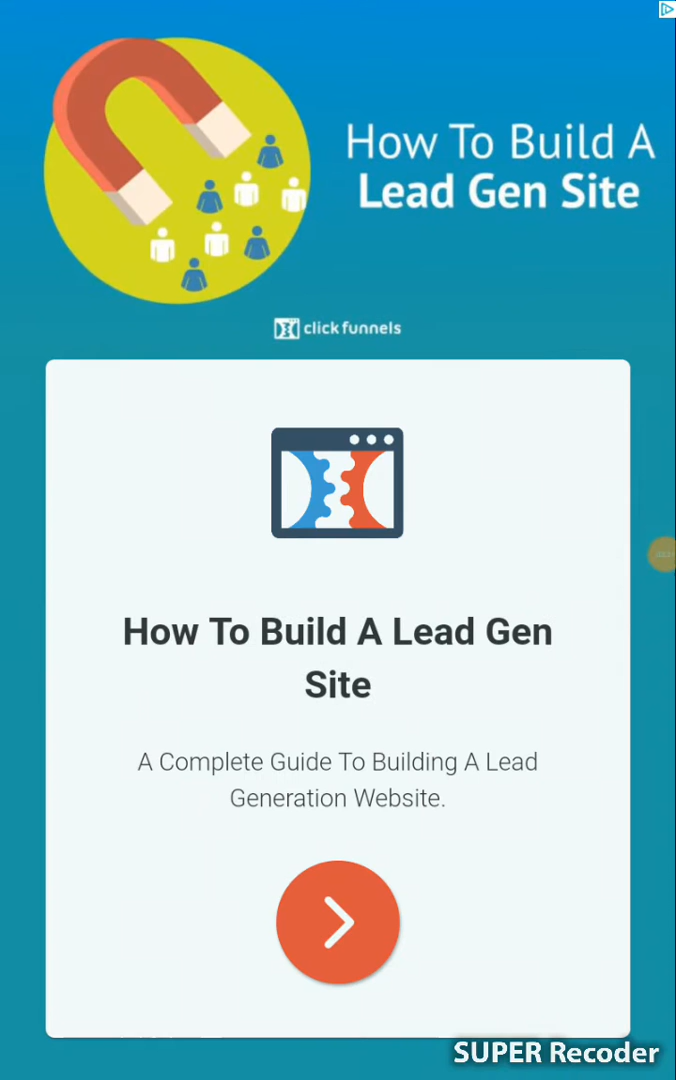 How To Build A
Lead Gen Site
clickfunnels
How To Build A Lead Gen
Site
A Complete Guide To Building A Lead
Generation Website.
SUPER Recoder